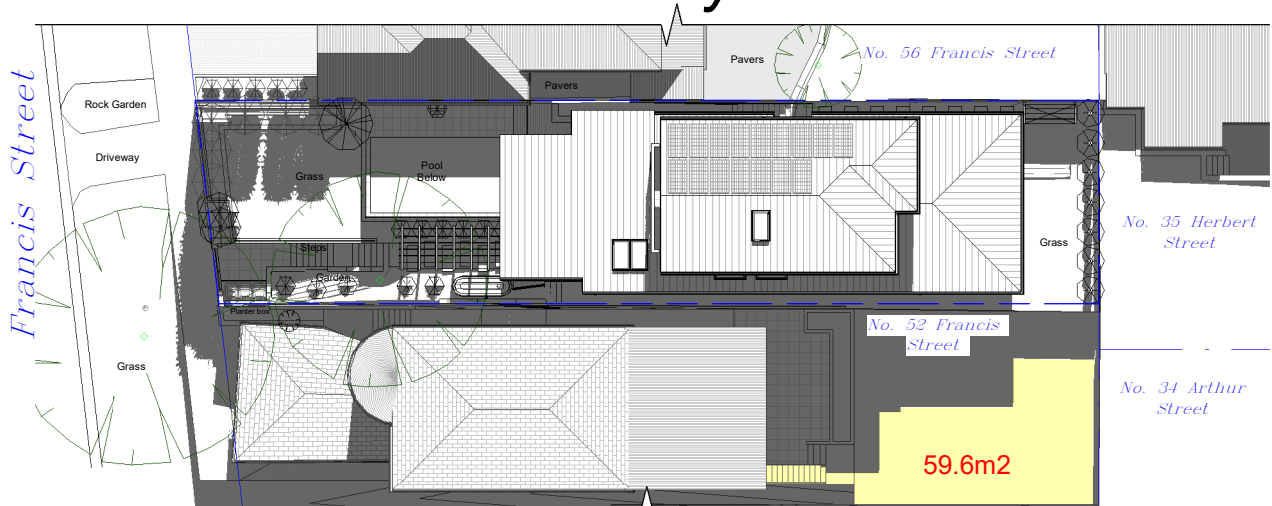 y
Francis Street
Rock Garden
Driveway
Grass
Pavers
Pavers
No. 56 Francis Street
Pool
Below
Grass
Steps
Garden
Planter box
Grass
No. 35 Herbert
Street
No. 52 Francis
Street
No. 34 Arthur
Street
Grass
59.6m2